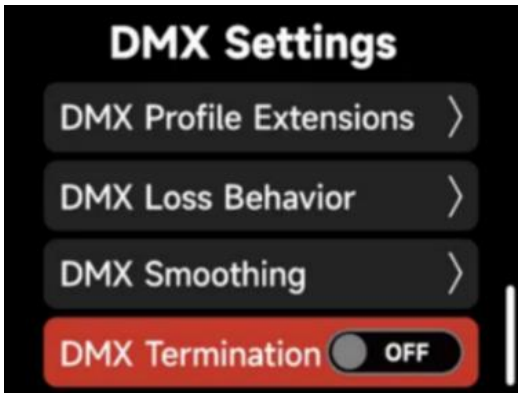 DMX Settings
DMX Profile Extensions
DMX Loss Behavior
DMX Smoothing
DMX Termination OFF